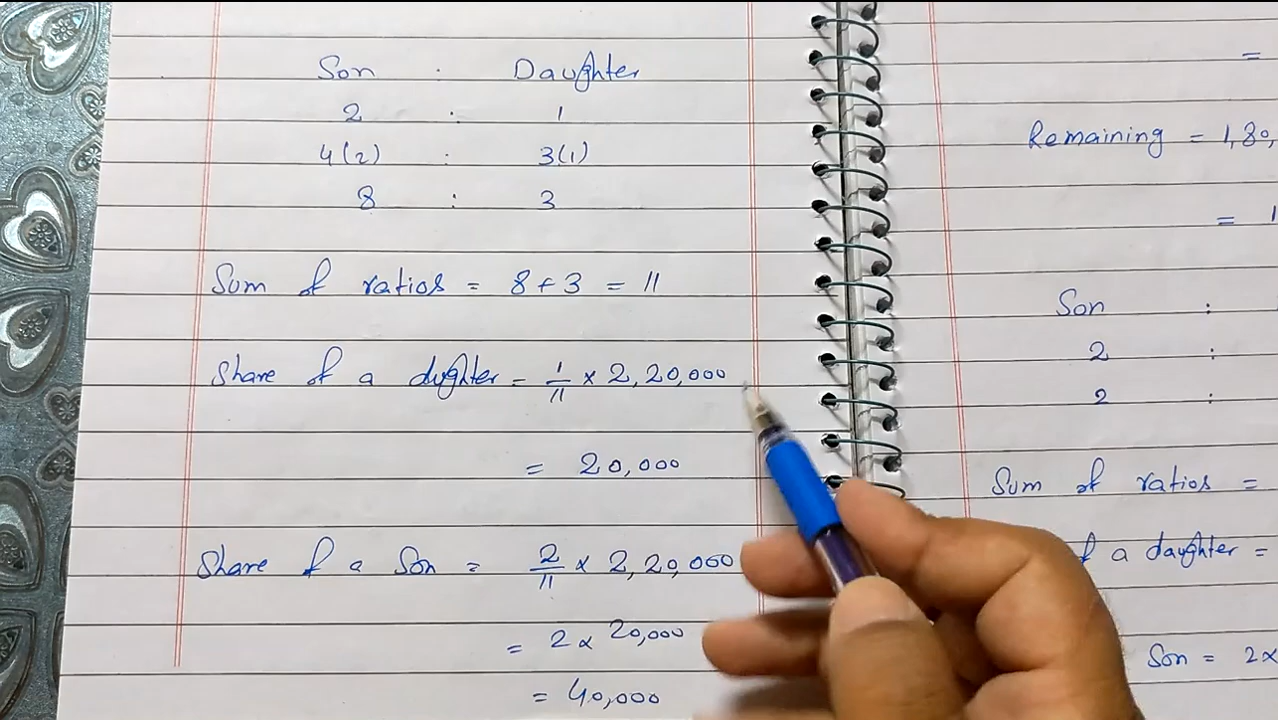 Son : Daughter
2 : 1
4(2) : 3(1)
8 : 3
Sum of ratios = 8 + 3 = 11
Share of a dughter = 1/11 × 2,20,000
= 20,000
Share of a Son = 2/11 × 2,20,000
= 2 × 20,000
= 40,000
=
Remaining = 1,80,
= 1
Son :
2 :
2 :
Sum of ratios =
f a daughter =
Son = 2×